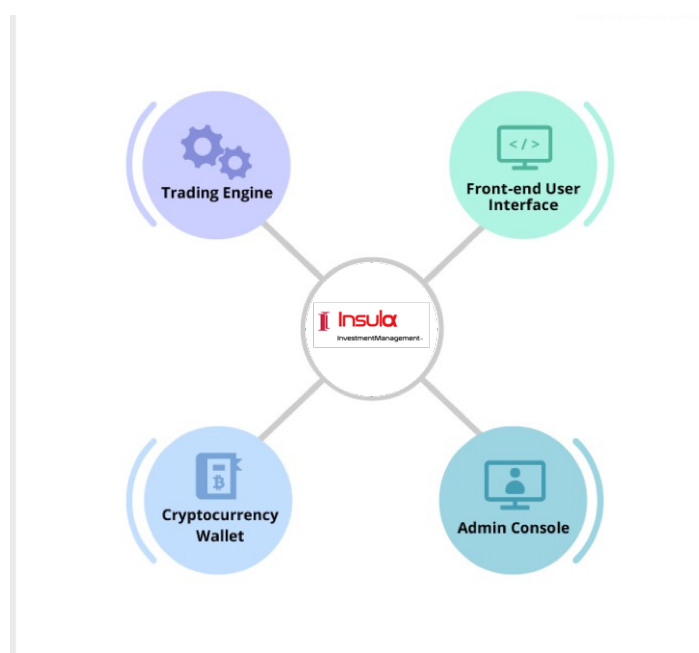 Trading Engine
</>
Front-end User
Interface
Insula
InvestmentManagement
Cryptocurrency
Wallet
Admin Console